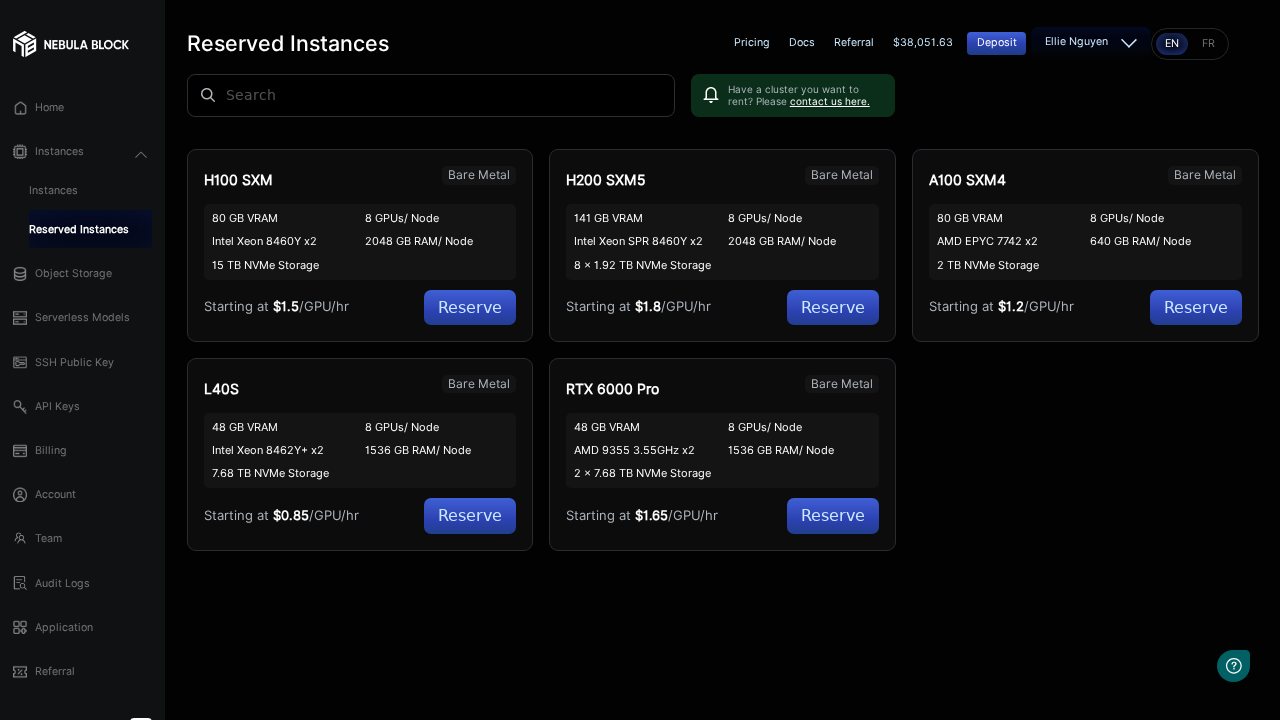 NEBULA BLOCK
Home
Instances
Instances
Reserved Instances
Object Storage
Serverless Models
SSH Public Key
API Keys
Billing
Account
Team
Audit Logs
Application
Referral
Reserved Instances
Pricing
Docs
Referral
$38,051.63
Deposit
Ellie Nguyen
EN
FR
Search
Have a cluster you want to
rent? Please contact us here.
H100 SXM
Bare Metal
80 GB VRAM
8 GPUs/ Node
Intel Xeon 8460Y x2
2048 GB RAM/ Node
15 TB NVMe Storage
Starting at $1.5/GPU/hr
Reserve
H200 SXM5
Bare Metal
141 GB VRAM
8 GPUs/ Node
Intel Xeon SPR 8460Y x2
2048 GB RAM/ Node
8 × 1.92 TB NVMe Storage
Starting at $1.8/GPU/hr
Reserve
A100 SXM4
Bare Metal
80 GB VRAM
8 GPUs/ Node
AMD EPYC 7742 x2
640 GB RAM/ Node
2 TB NVMe Storage
Starting at $1.2/GPU/hr
Reserve
L40S
Bare Metal
48 GB VRAM
8 GPUs/ Node
Intel Xeon 8462Y+ x2
1536 GB RAM/ Node
7.68 TB NVMe Storage
Starting at $0.85/GPU/hr
Reserve
RTX 6000 Pro
Bare Metal
48 GB VRAM
8 GPUs/ Node
AMD 9355 3.55GHz x2
1536 GB RAM/ Node
2 × 7.68 TB NVMe Storage
Starting at $1.65/GPU/hr
Reserve